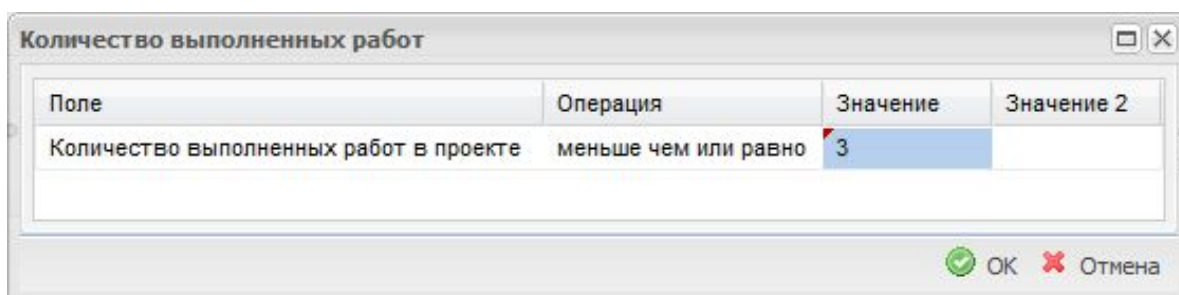 Количество выполненных работ
Поле Операция Значение Значение 2
Количество выполненных работ в проекте меньше чем или равно 3
OK Отмена